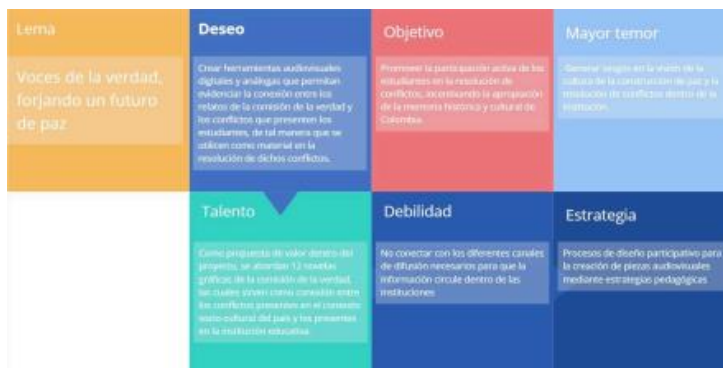 Lema
Voces de la verdad,
forjando un futuro
de paz
Deseo
Crear herramientas audiovisuales
digitales y análogas que permitan
evidenciar la conexión entre los
relatos de la comisión de la verdad y
los conflictos que presenten los
estudiantes, de tal manera que se
utilicen como material en la
resolución de dichos conflictos.
Objetivo
Promover la participación activa de los
estudiantes en la resolución de
conflictos, incentivando la apropiación
de la memoria histórica y cultural de
Colombia.
Mayor temor
Generar sesgos en la visión de la
cultura de la construcción de paz y la
resolución de conflictos dentro de la
institución.
Talento
Como propuesta de valor dentro del
proyecto, se abordan 12 novelas
gráficas de la comisión de la verdad,
las cuales sirven como conexión entre
los conflictos presentes en el contexto
socio cultural del país y los presentes
en la institución educativa.
Debilidad
No conectar con los diferentes canales
de difusión necesarios para que la
información circule dentro de las
instituciones
Estrategia
Procesos de diseño participativo para
la creación de piezas audiovisuales
mediante estrategias pedagógicas